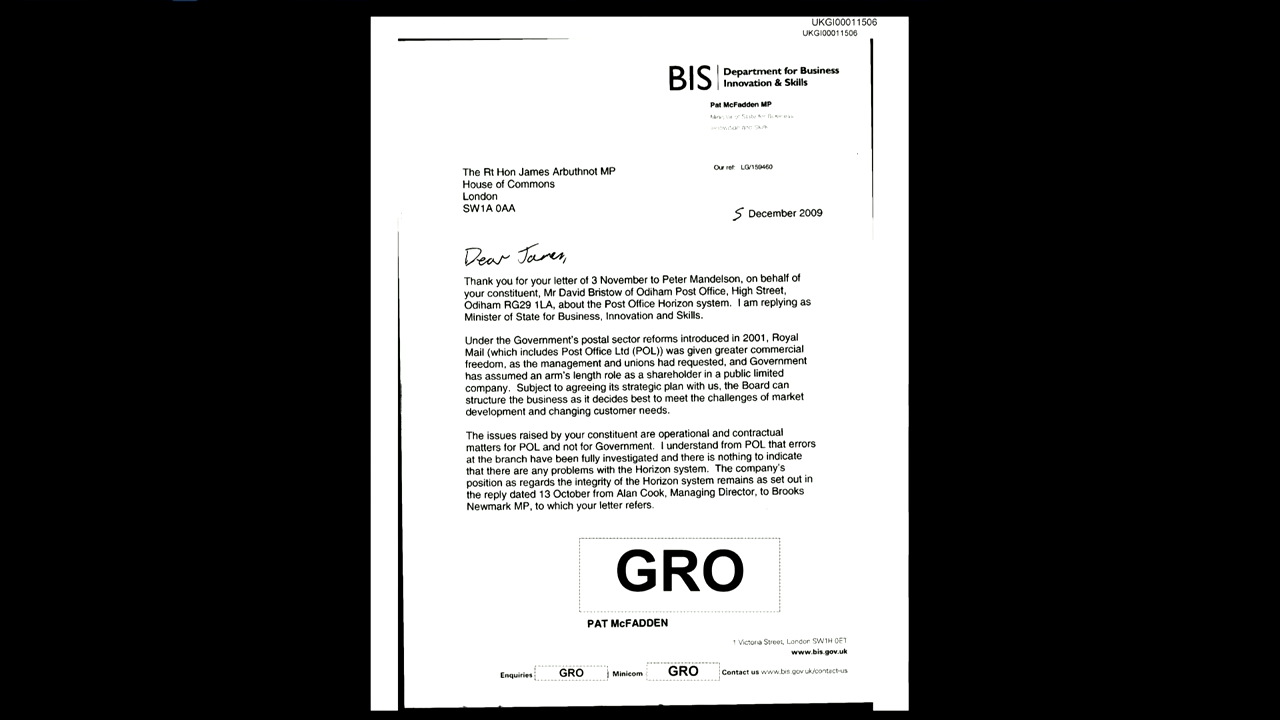 UKGI00011506
UKGI00011506
BIS Department for Business
Innovation & Skills
Pat McFadden MP
Minister of State for Business
Innovation and Skills
Our ref: LG/159460
The Rt Hon James Arbuthnot MP
House of Commons
London
SW1A 0AA
5 December 2009
Dear James,
Thank you for your letter of 3 November to Peter Mandelson, on behalf of
your constituent, Mr David Bristow of Odiham Post Office, High Street,
Odiham RG29 1LA, about the Post Office Horizon system. I am replying as
Minister of State for Business, Innovation and Skills.
Under the Government's postal sector reforms introduced in 2001, Royal
Mail (which includes Post Office Ltd (POL)) was given greater commercial
freedom, as the management and unions had requested, and Government
has assumed an arm's length role as a shareholder in a public limited
company. Subject to agreeing its strategic plan with us, the Board can
structure the business as it decides best to meet the challenges of market
development and changing customer needs.
The issues raised by your constituent are operational and contractual
matters for POL and not for Government. I understand from POL that errors
at the branch have been fully investigated and there is nothing to indicate
that there are any problems with the Horizon system. The company's
position as regards the integrity of the Horizon system remains as set out in
the reply dated 13 October from Alan Cook, Managing Director, to Brooks
Newmark MP, to which your letter refers.
GRO
PAT McFADDEN
1 Victoria Street, London SW1H 0ET
www.bis.gov.uk
Enquiries GRO Minicom GRO Contact us www.bis.gov.uk/contact-us